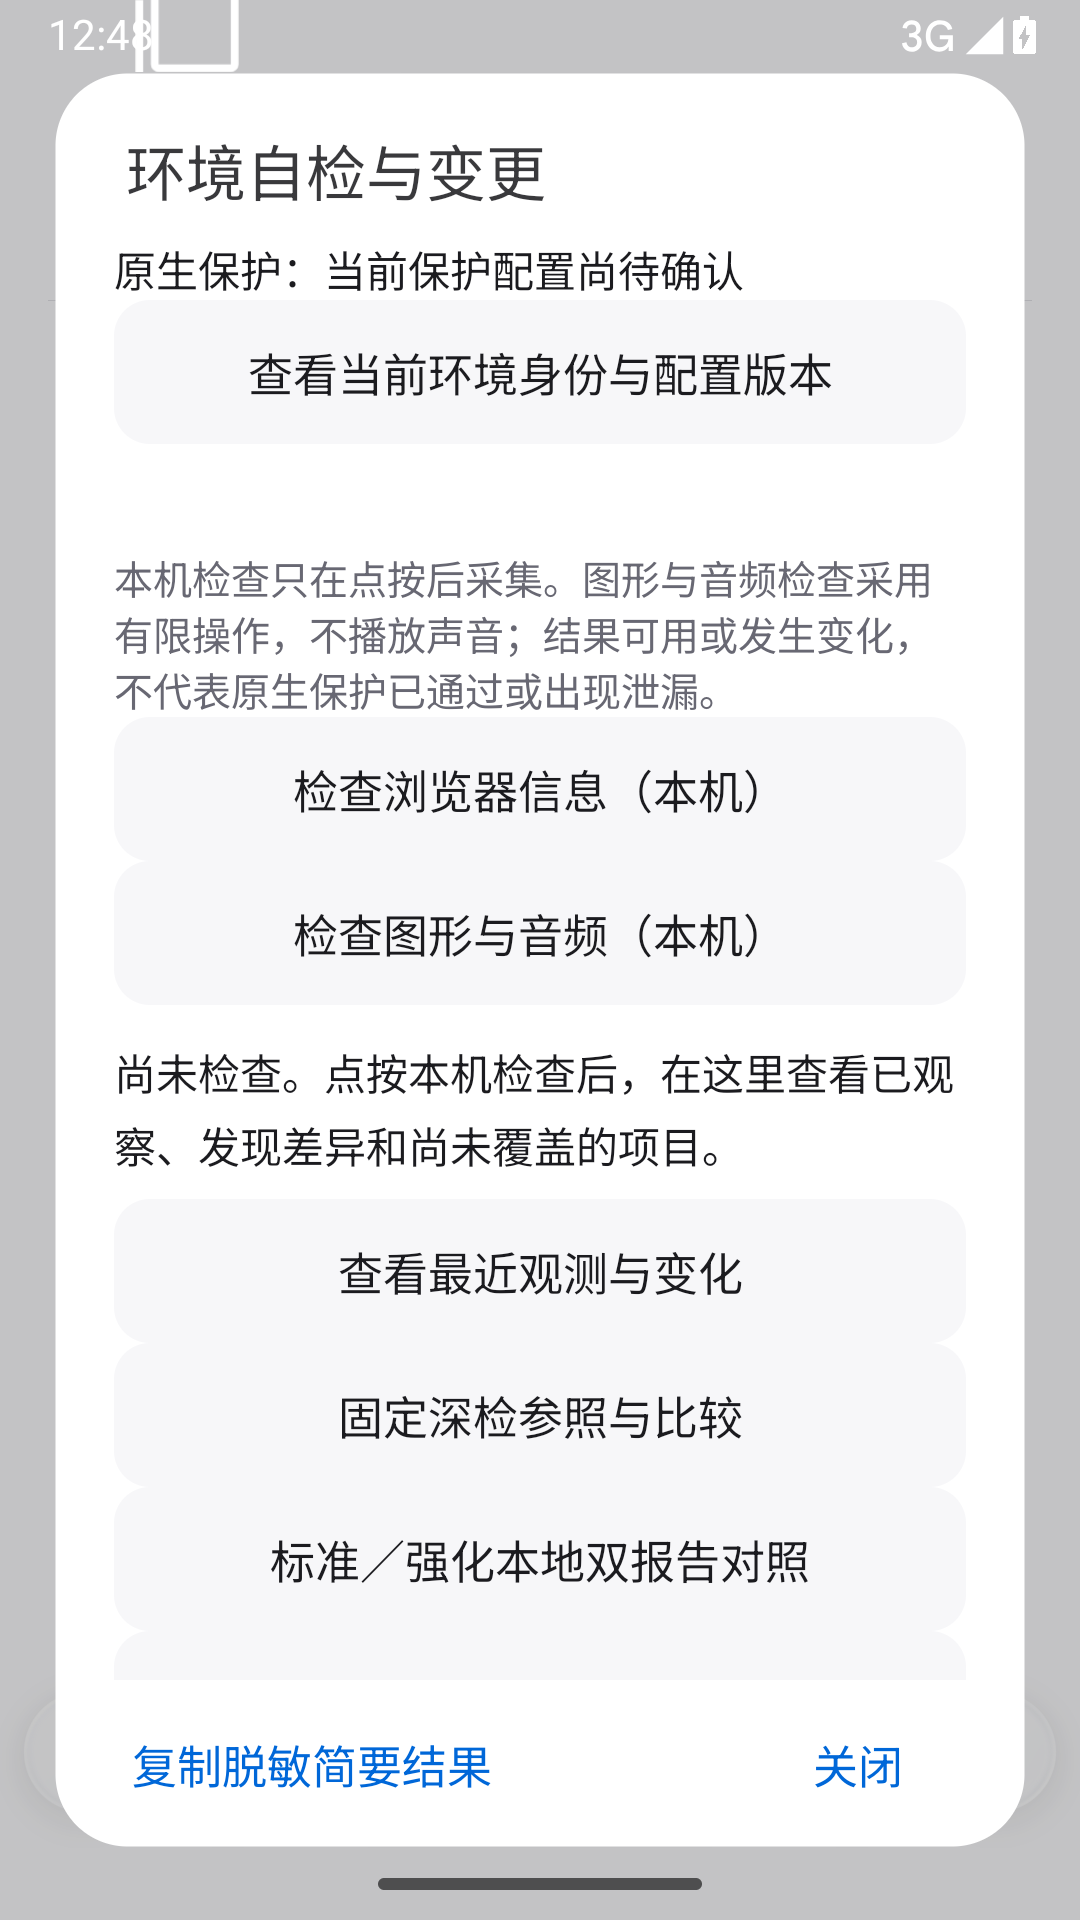 12:48
3G
环境自检与变更
原生保护：当前保护配置尚待确认
查看当前环境身份与配置版本
本机检查只在点按后采集。图形与音频检查采用
有限操作，不播放声音；结果可用或发生变化，
不代表原生保护已通过或出现泄漏。
检查浏览器信息（本机）
检查图形与音频（本机）
尚未检查。点按本机检查后，在这里查看已观
察、发现差异和尚未覆盖的项目。
查看最近观测与变化
固定深检参照与比较
标准／强化本地双报告对照
复制脱敏简要结果
关闭